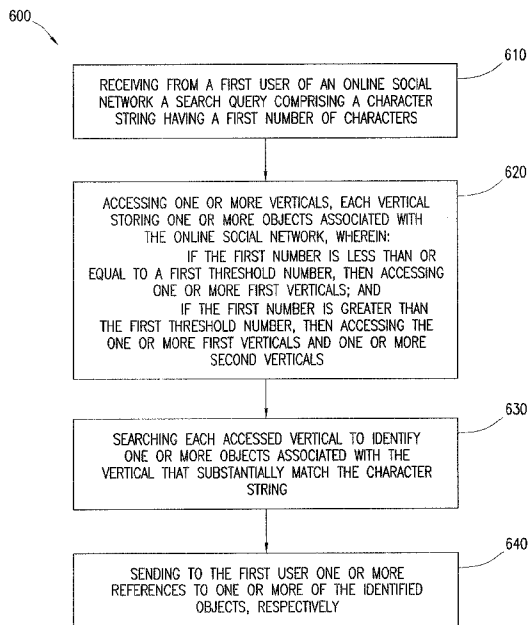 600
610
RECEIVING FROM A FIRST USER OF AN ONLINE SOCIAL
NETWORK A SEARCH QUERY COMPRISING A CHARACTER
STRING HAVING A FIRST NUMBER OF CHARACTERS
620
ACCESSING ONE OR MORE VERTICALS, EACH VERTICAL
STORING ONE OR MORE OBJECTS ASSOCIATED WITH
THE ONLINE SOCIAL NETWORK, WHEREIN:
IF THE FIRST NUMBER IS LESS THAN OR
EQUAL TO A FIRST THRESHOLD NUMBER, THEN ACCESSING
ONE OR MORE FIRST VERTICALS; AND
IF THE FIRST NUMBER IS GREATER THAN
THE FIRST THRESHOLD NUMBER, THEN ACCESSING THE
ONE OR MORE FIRST VERTICALS AND ONE OR MORE
SECOND VERTICALS
630
SEARCHING EACH ACCESSED VERTICAL TO IDENTIFY
ONE OR MORE OBJECTS ASSOCIATED WITH THE
VERTICAL THAT SUBSTANTIALLY MATCH THE CHARACTER
STRING
640
SENDING TO THE FIRST USER ONE OR MORE
REFERENCES TO ONE OR MORE OF THE IDENTIFIED
OBJECTS, RESPECTIVELY